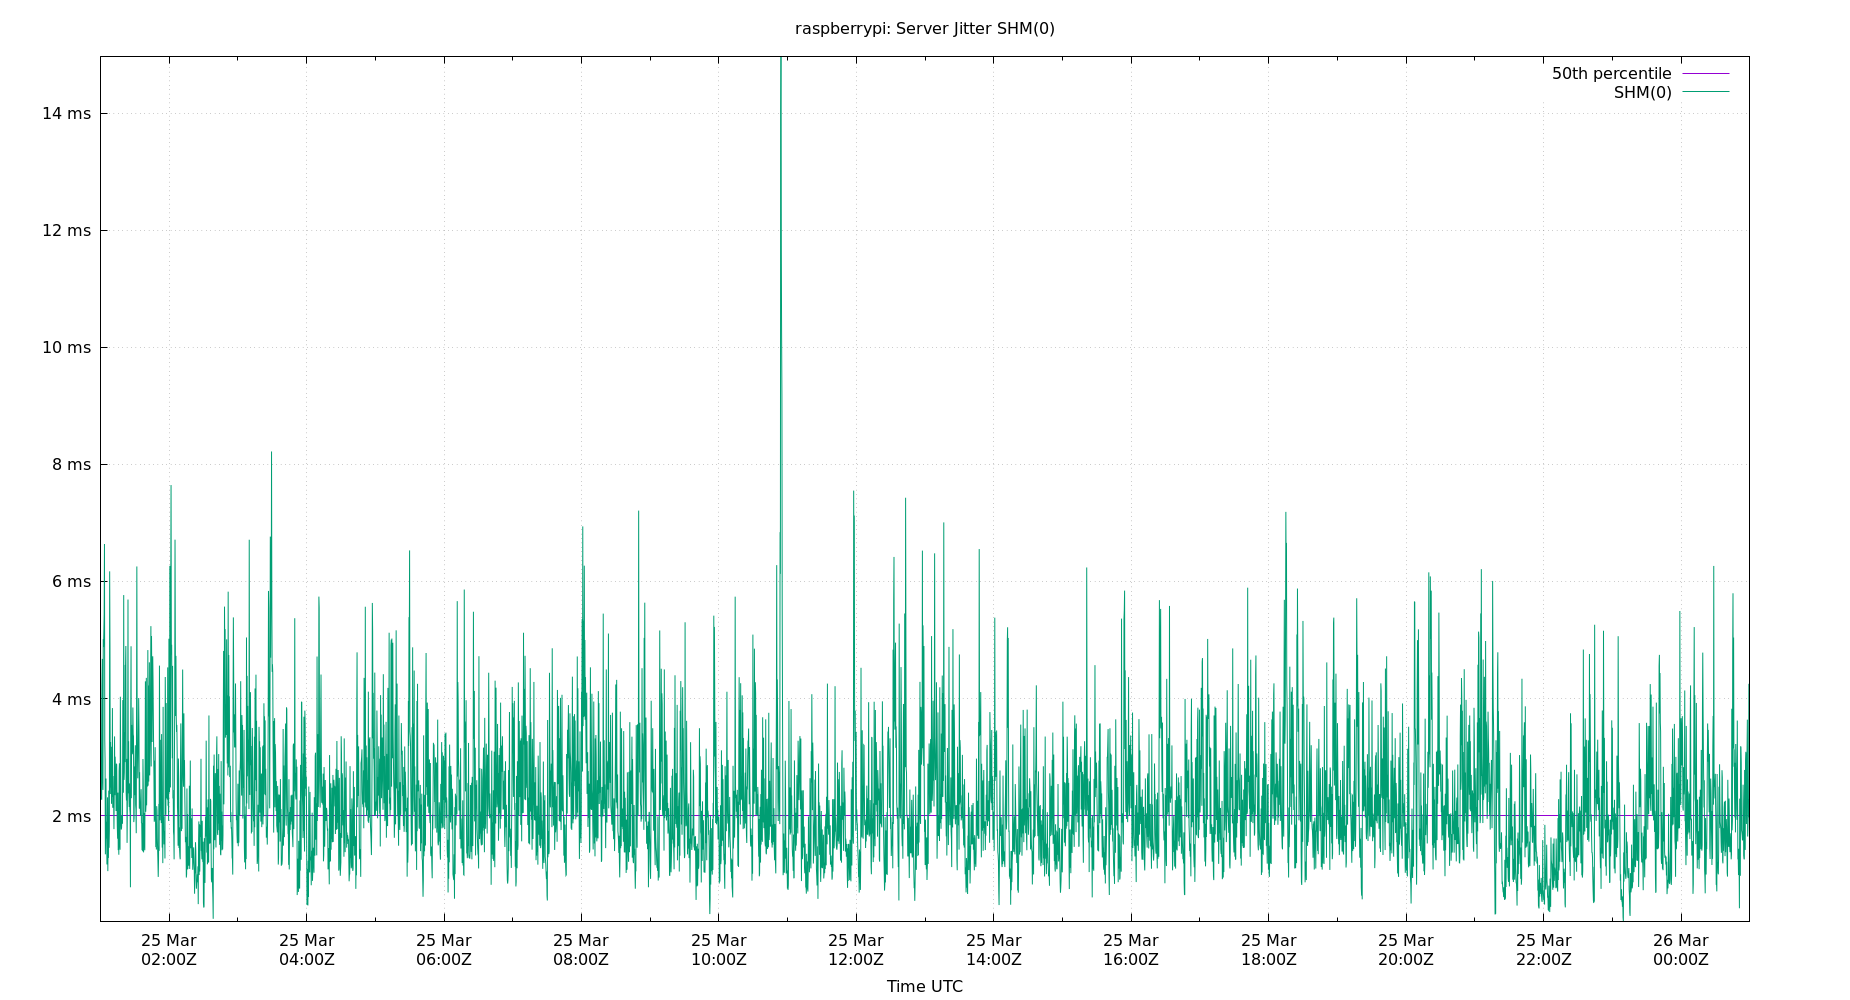 raspberrypi: Server Jitter SHM(0)
50th percentile
SHM(0)
14 ms
12 ms
10 ms
8 ms
6 ms
4 ms
2 ms
25 Mar 25 Mar 25 Mar 25 Mar 25 Mar 25 Mar 25 Mar 25 Mar 25 Mar 25 Mar 25 Mar 26 Mar
02:00Z 04:00Z 06:00Z 08:00Z 10:00Z 12:00Z 14:00Z 16:00Z 18:00Z 20:00Z 22:00Z 00:00Z
Time UTC